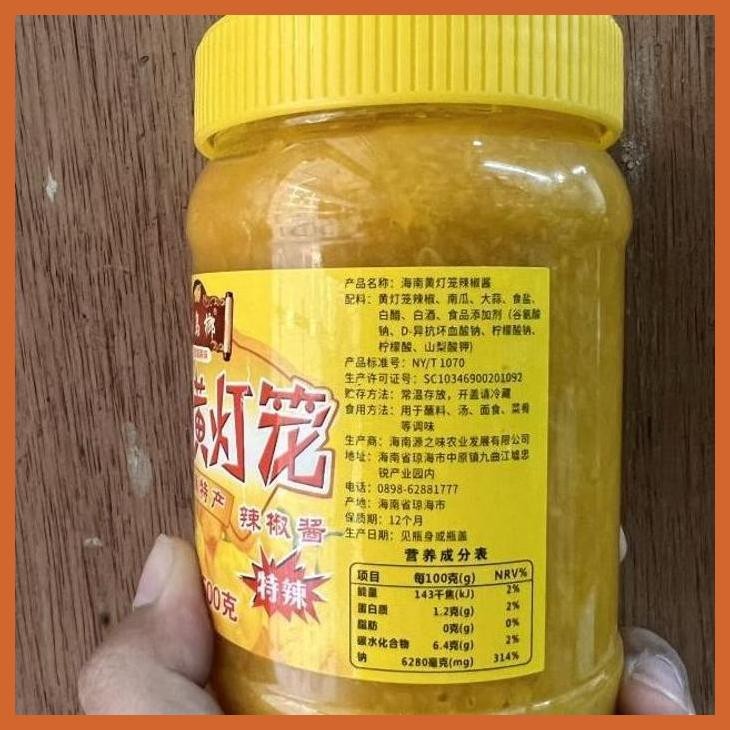 黄灯笼
特产 辣椒酱
特辣
00克
产品名称：海南黄灯笼辣椒酱
配料：黄灯笼辣椒、南瓜、大蒜、食盐、
白醋、白酒、食品添加剂（谷氨酸
钠、D-异抗坏血酸钠、柠檬酸钠、
柠檬酸、山梨酸钾)
产品标准号：NY/T 1070
生产许可证号：SC10346900201092
贮存方法：常温存放，开盖请冷藏
食用方法：用于蘸料、汤、面食、菜肴
等调味
生产商：海南源之味农业发展有限公司
地址：海南省琼海市中原镇九曲江墟忠
锐产业园内
电话：0898-62881777
产地：海南省琼海市
保质期：12个月
生产日期：见瓶身或瓶盖
营养成分表
项目 每100克(g) NRV%
能量 143千焦(kJ) 2%
蛋白质 1.2克(g) 2%
脂肪 0克(g) 0%
碳水化合物 6.4克(g) 2%
钠 6280毫克(mg) 314%